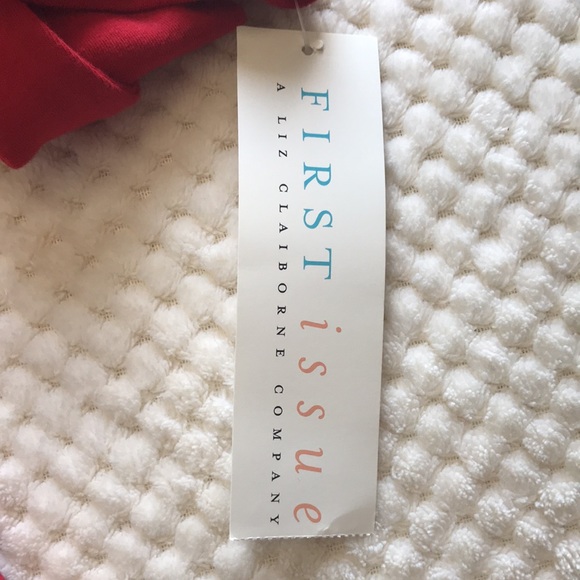 FIRST issue
A LIZ CLAIBORNE COMPANY